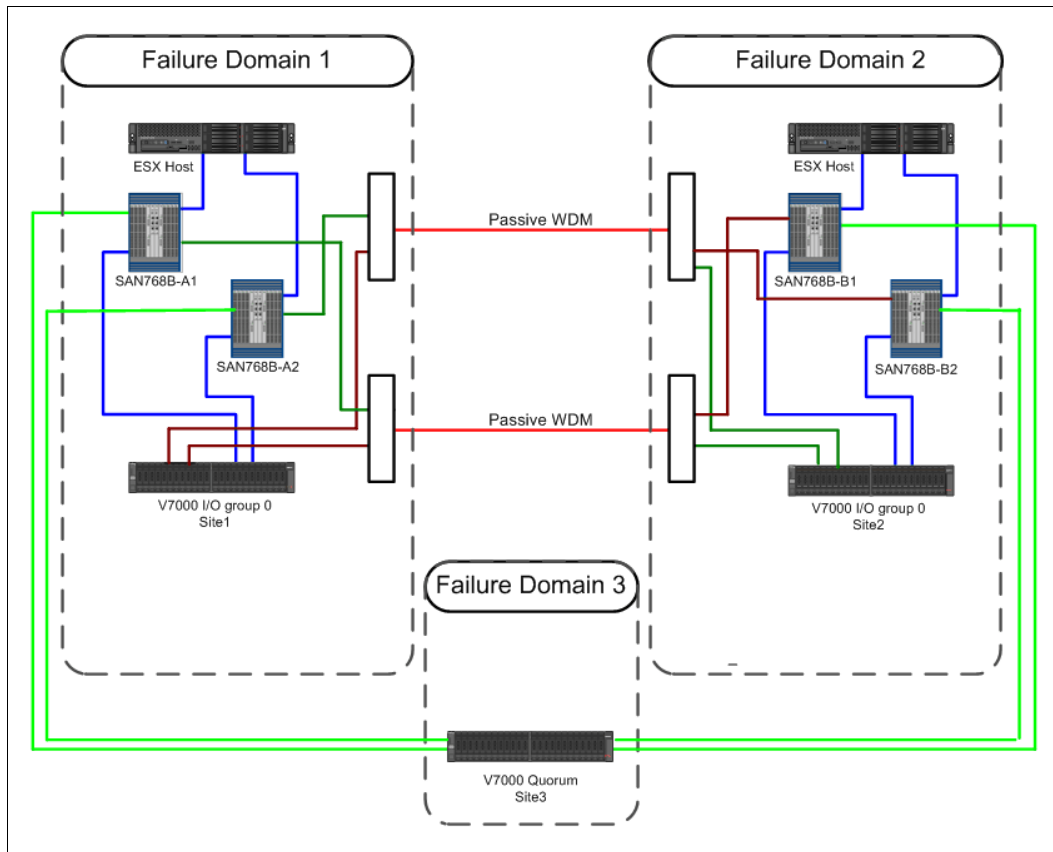 Failure Domain 1
Failure Domain 2
ESX Host
ESX Host
Passive WDM
SAN768B-A1
SAN768B-B1
SAN768B-A2
SAN768B-B2
Passive WDM
V7000 I/O group 0
Site1
V7000 I/O group 0
Site2
Failure Domain 3
V7000 Quorum
Site3